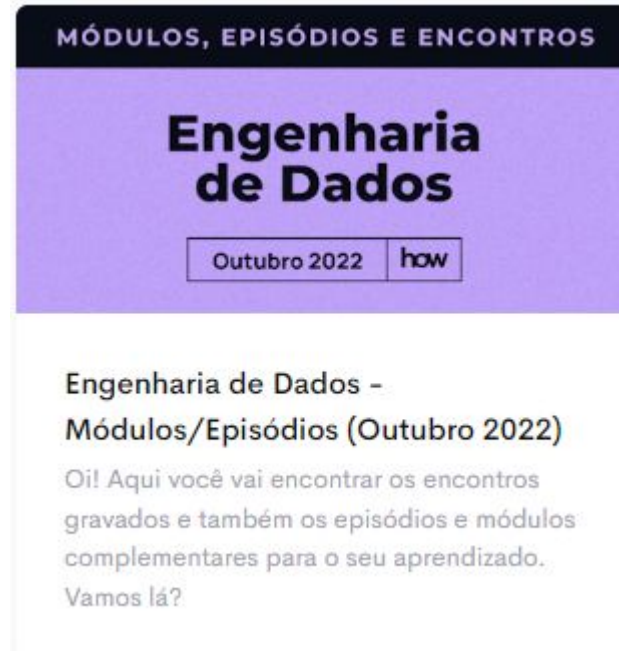 MÓDULOS, EPISÓDIOS E ENCONTROS
Engenharia
de Dados
Outubro 2022 how
Engenharia de Dados -
Módulos/Episódios (Outubro 2022)
Oi! Aqui você vai encontrar os encontros
gravados e também os episódios e módulos
complementares para o seu aprendizado.
Vamos lá?